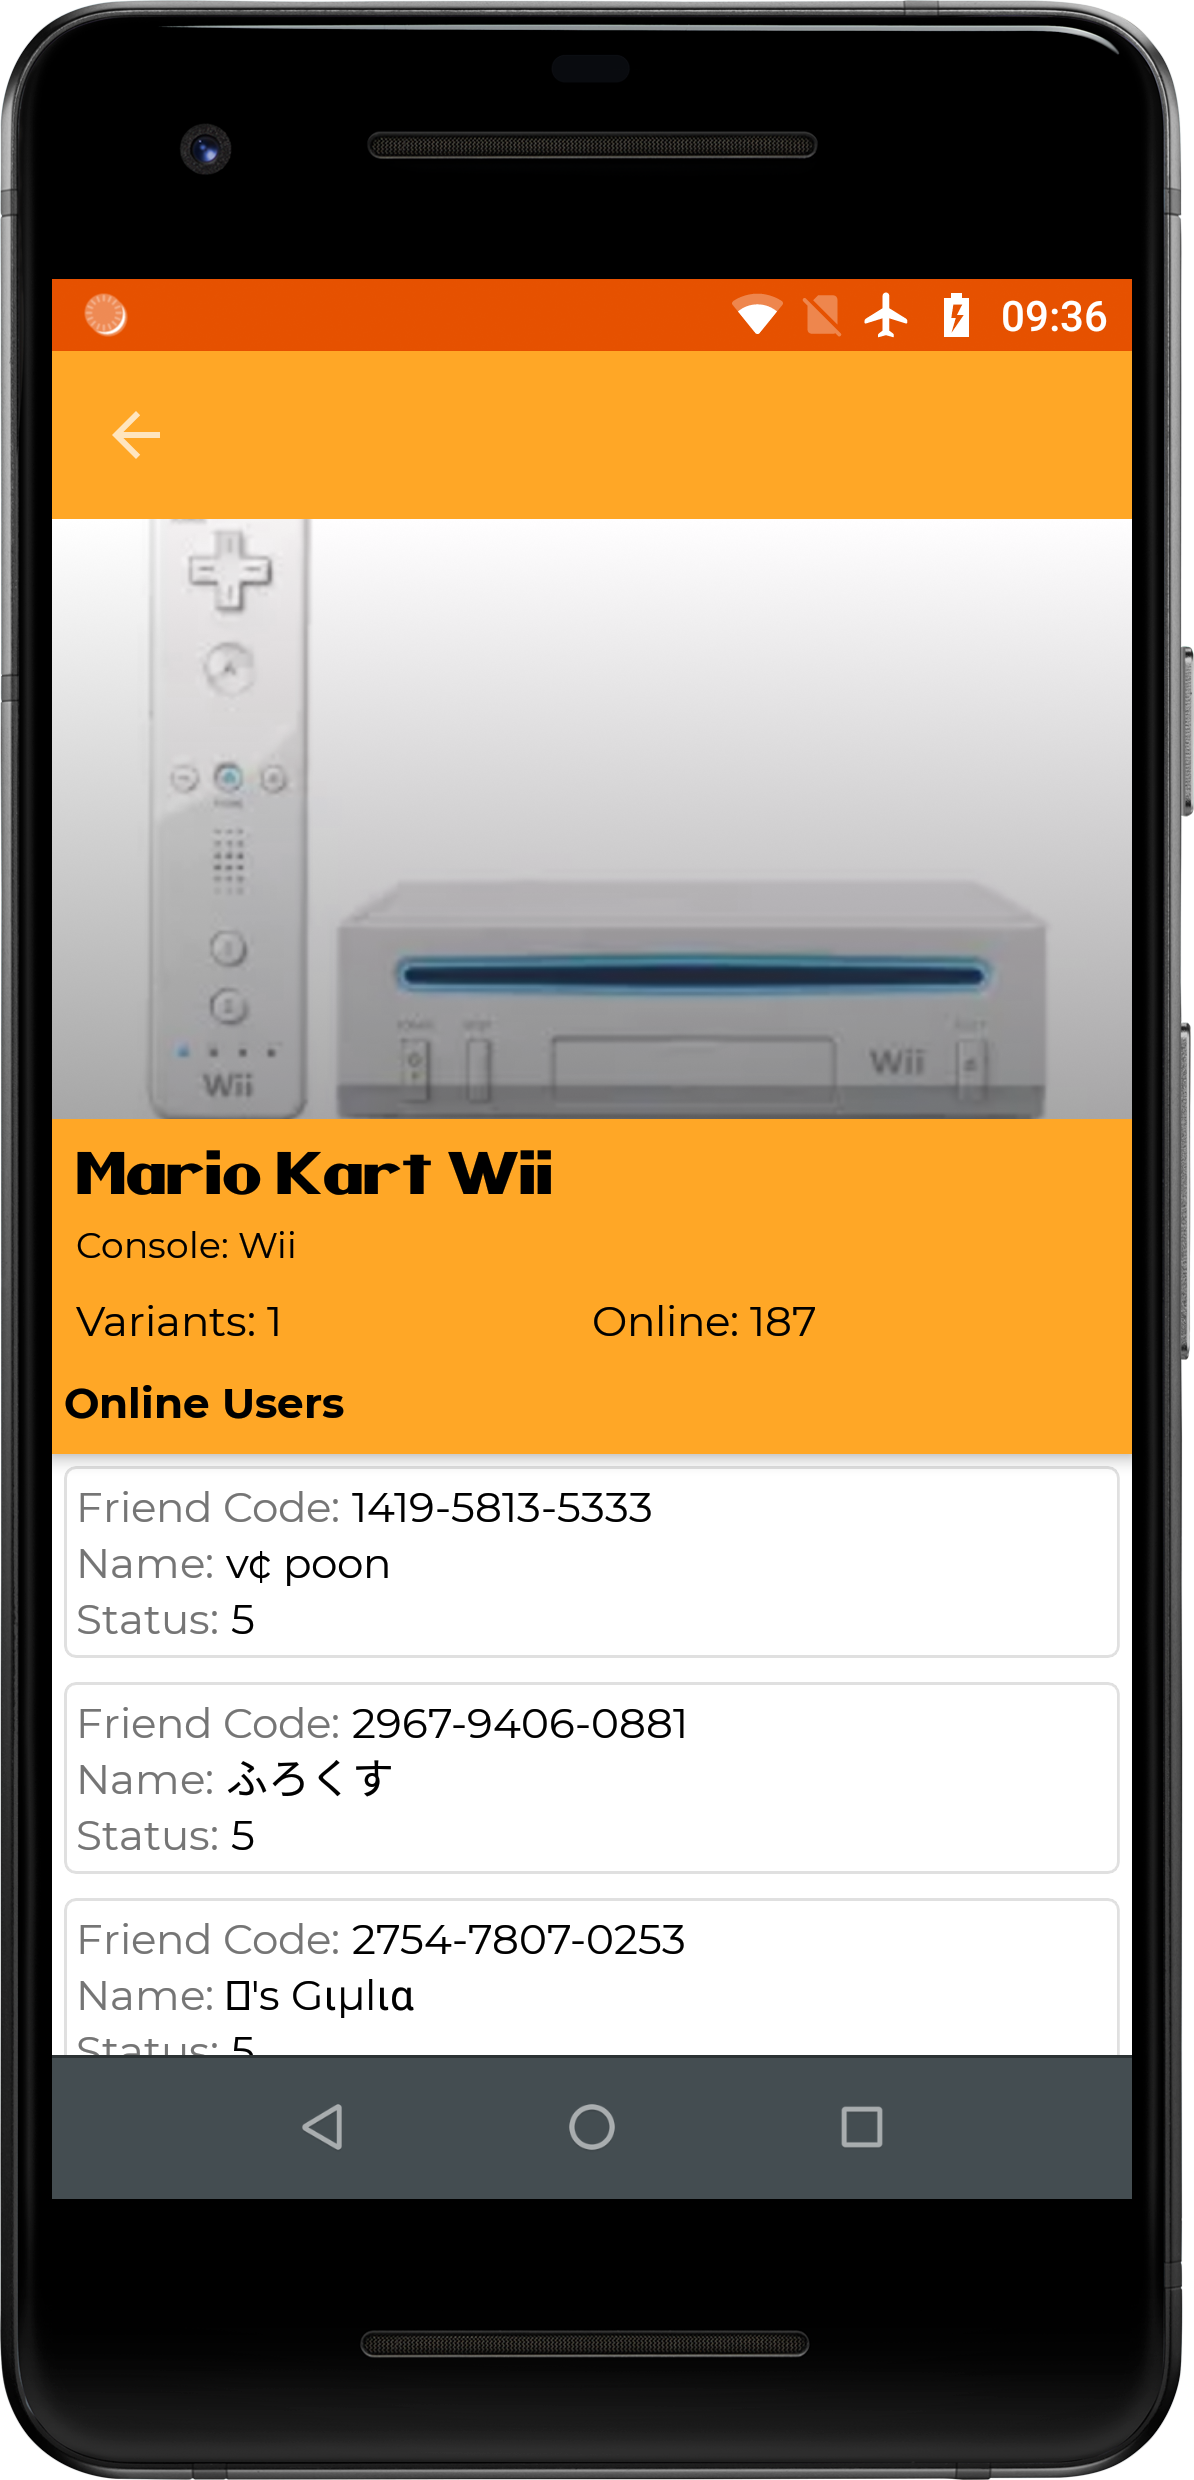 09:36
A
Wii
Wii
Mario Kart Wii
Console: Wii
Variants: 1
Online: 187
Online Users
Friend Code: 1419-5813-5333
Name: v¢ poon
Status: 5
Friend Code: 2967-9406-0881
Name: ふろくす
Status: 5
Friend Code: 2754-7807-0253
Name: 's Gιμlια
Status: 5